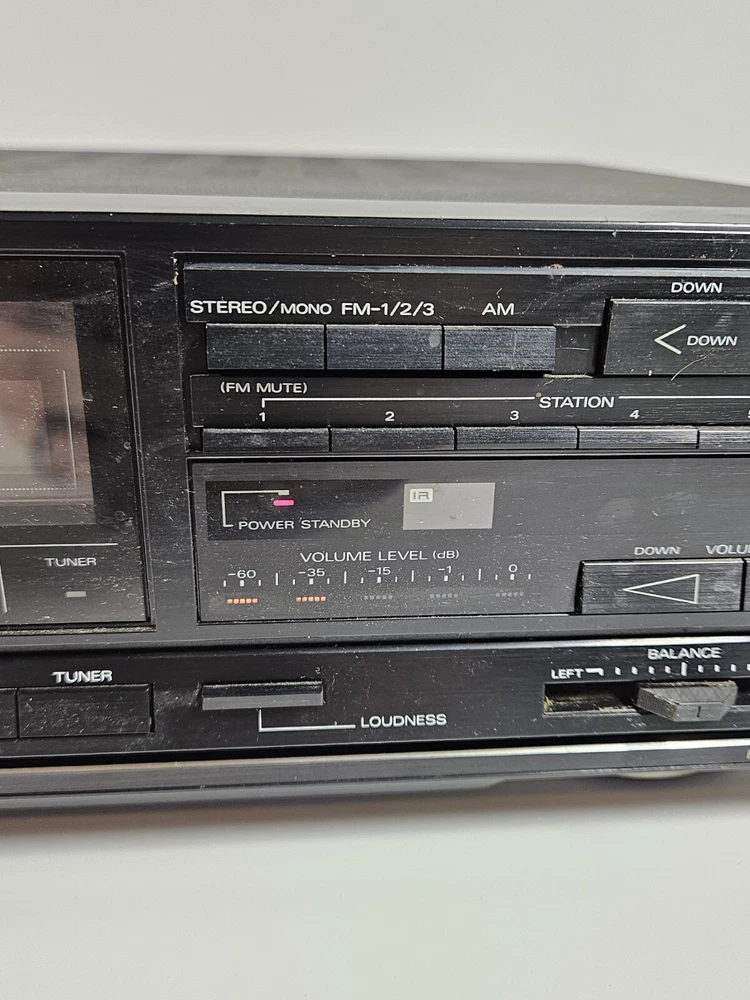 DOWN
STEREO/MONO FM-1/2/3 AM
< DOWN
(FM MUTE)
STATION
1 2 3 4
IR
POWER STANDBY
TUNER
VOLUME LEVEL (dB)
DOWN
-60 -35 -15 -1 0
BALANCE
TUNER
LEFT
LOUDNESS